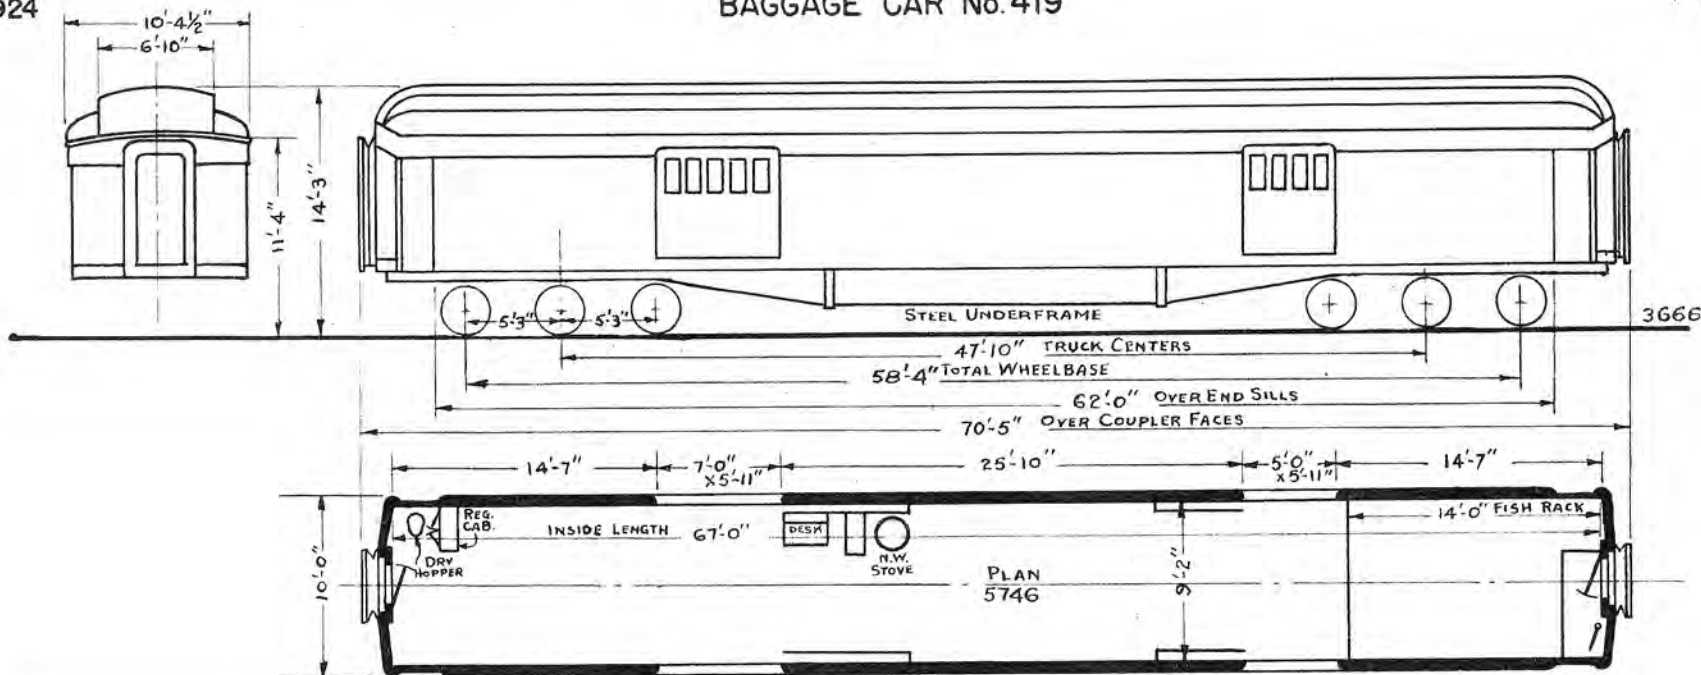 924
BAGGAGE CAR No. 419
10'-4½"
6'-10"
14'-3"
11'-4"
5'-3" 5'-3"
STEEL UNDERFRAME
3666
47'-10" TRUCK CENTERS
58'-4" TOTAL WHEELBASE
62'-0" OVER END SILLS
70'-5" OVER COUPLER FACES
14'-7" 7'-0" 25'-10" 5'-0" 14'-7"
x5'-11" x5'-11"
REG.
CAB.
INSIDE LENGTH 67'-0"
DESK
14'-0" FISH RACK
DRY
HOPPER
N.W.
STOVE
10'-0"
PLAN
5746
9'-2"